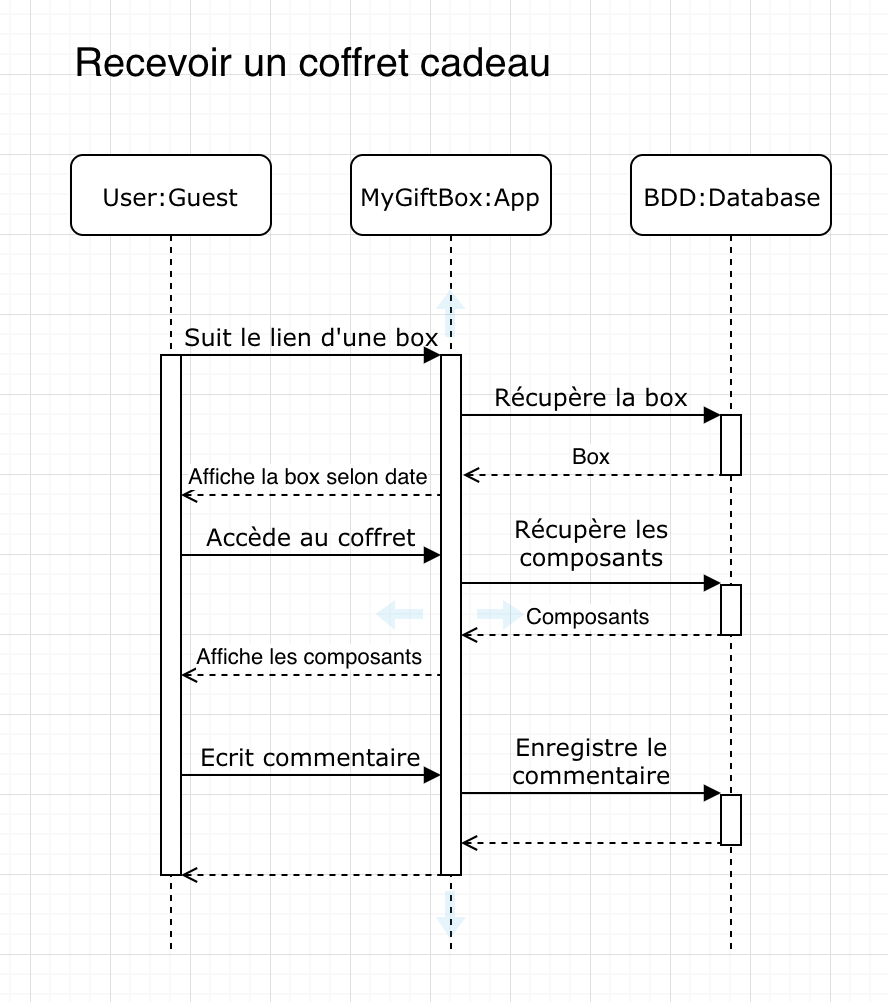 Recevoir un coffret cadeau
User:Guest
MyGiftBox:App
BDD:Database
Suit le lien d'une box
Récupère la box
Box
Affiche la box selon date
Accède au coffret
Récupère les
composants
Composants
Affiche les composants
Ecrit commentaire
Enregistre le
commentaire